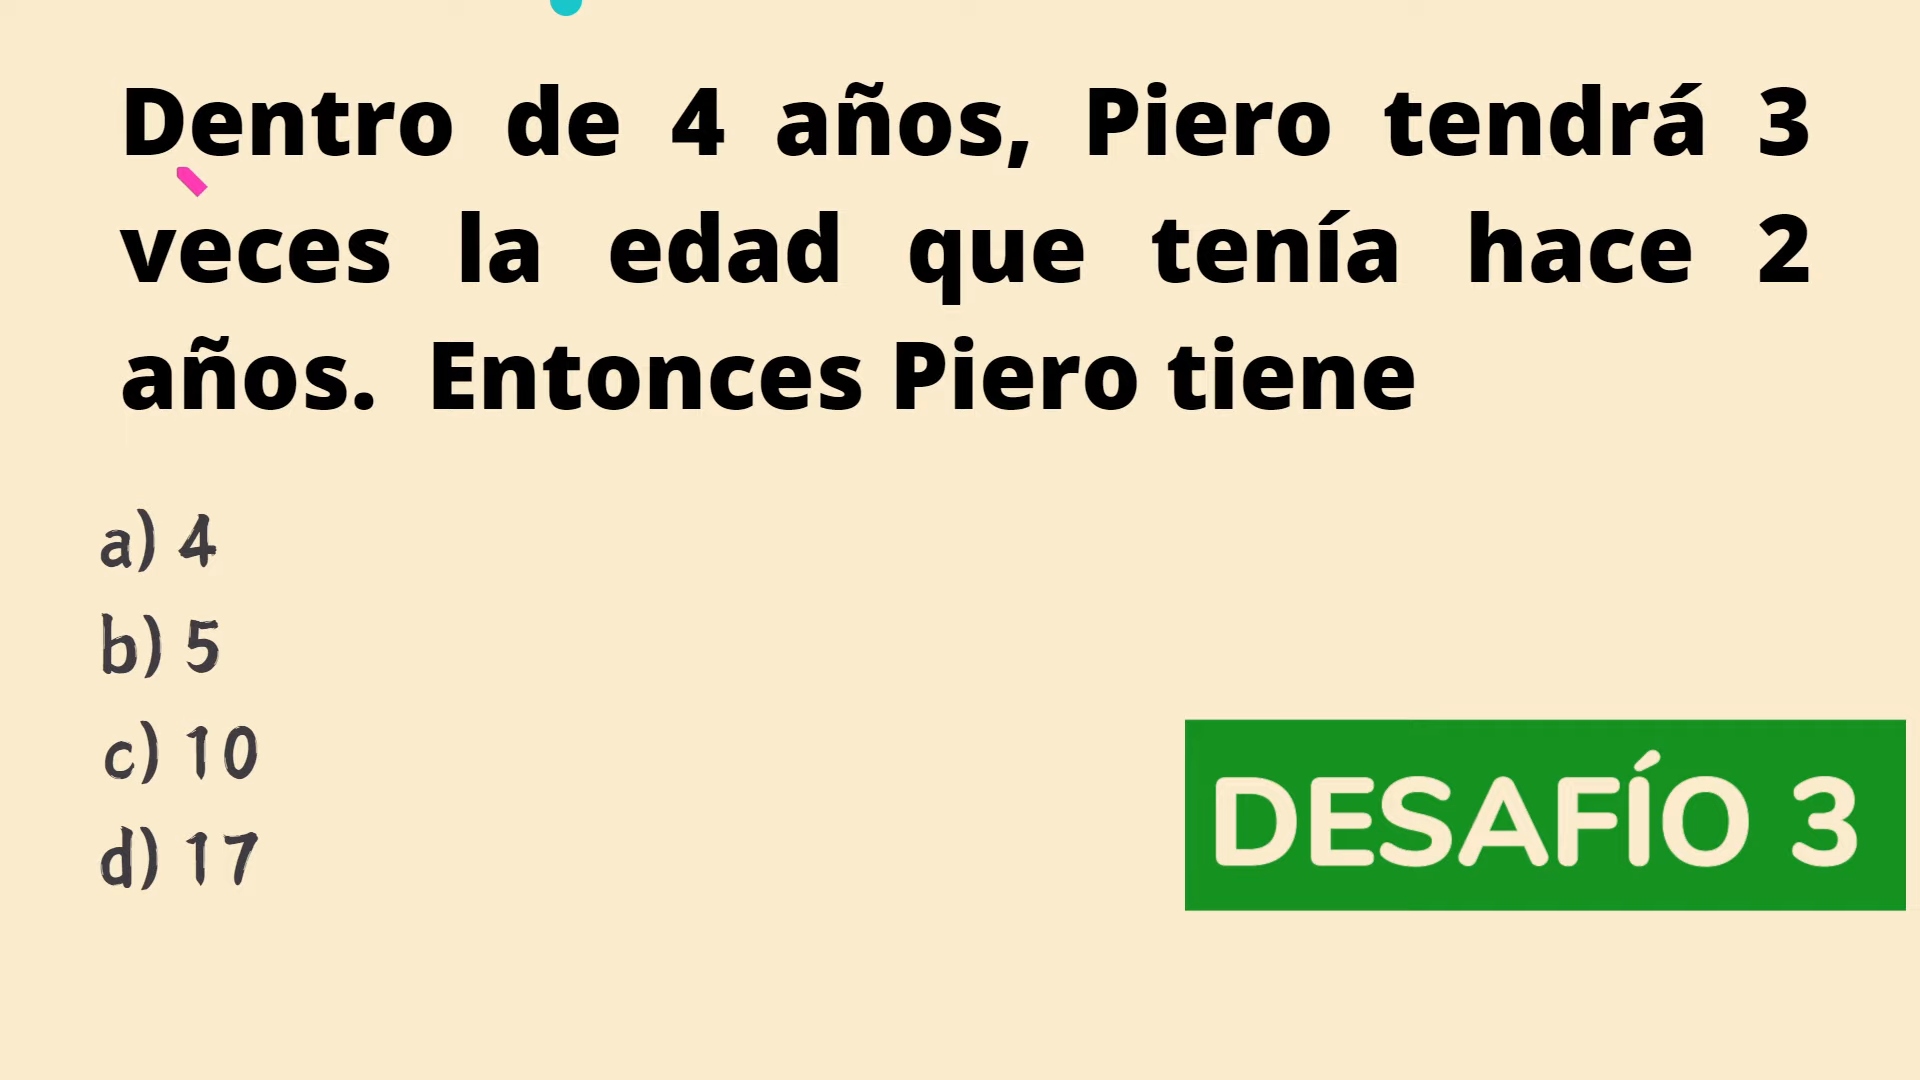 Dentro de 4 años, Piero tendrá 3
veces la edad que tenía hace 2
años. Entonces Piero tiene
a) 4
b) 5
c) 10
d) 17
DESAFÍO 3